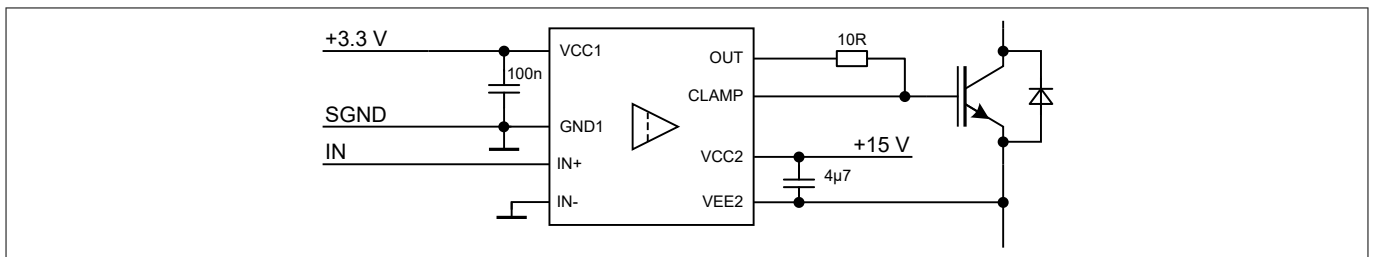 +3.3 V
VCC1
100n
SGND
GND1
IN
IN+
IN-
OUT
10R
CLAMP
VCC2
+15 V
4µ7
VEE2